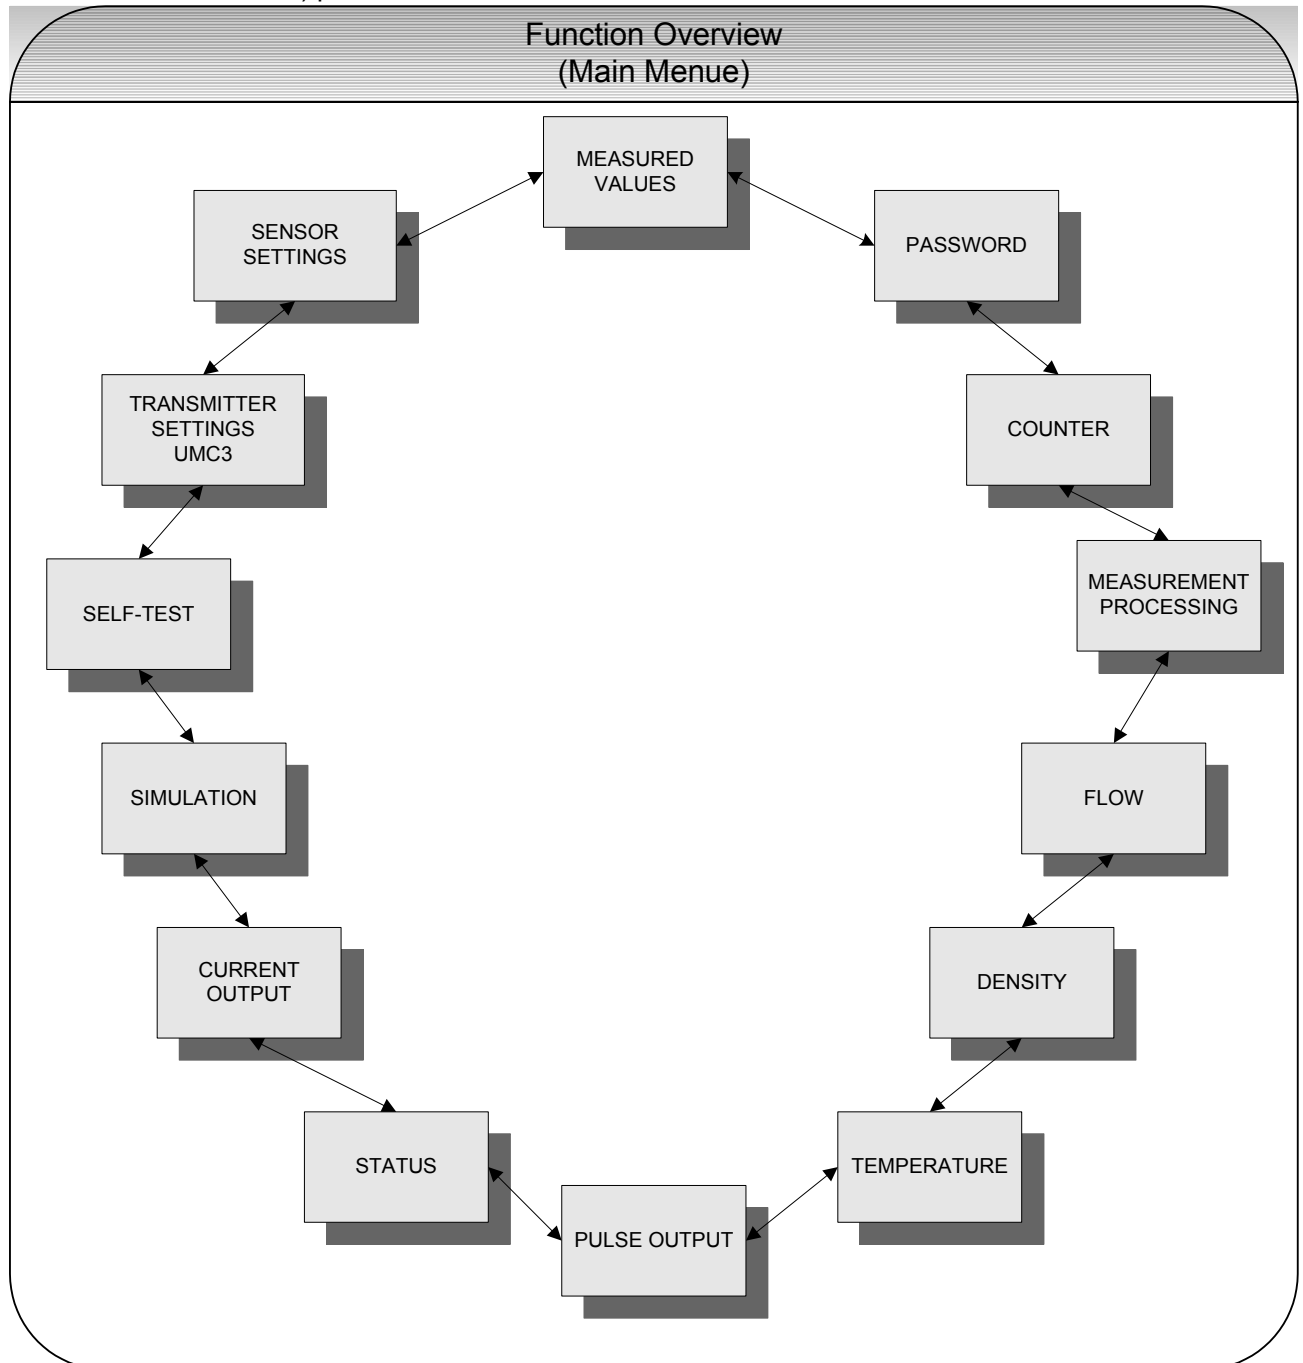 Function Overview
(Main Menue)
MEASURED
VALUES
SENSOR
SETTINGS
PASSWORD
TRANSMITTER
SETTINGS
UMC3
COUNTER
MEASUREMENT
PROCESSING
SELF-TEST
SIMULATION
FLOW
CURRENT
OUTPUT
DENSITY
STATUS
TEMPERATURE
PULSE OUTPUT